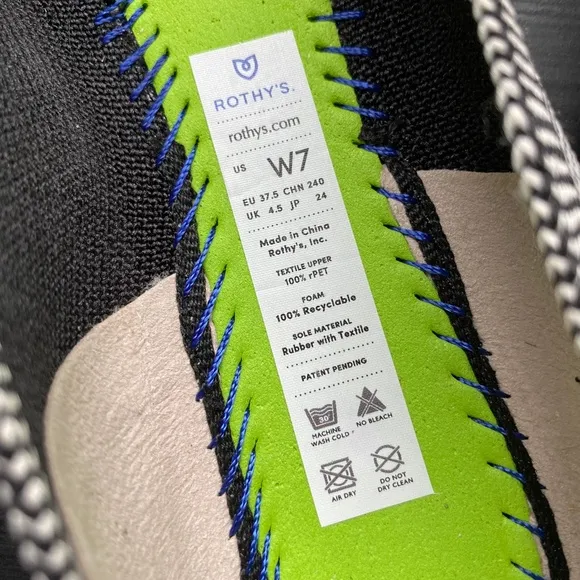 ROTHY'S.
rothys.com
US W7
EU 37.5 CHN 240
UK 4.5 JP 24
Made in China
Rothy's, Inc.
TEXTILE UPPER
100% rPET
FOAM
100% Recyclable
SOLE MATERIAL
Rubber with Textile
PATENT PENDING
30°
MACHINE
WASH COLD
NO BLEACH
AIR DRY
DO NOT
DRY CLEAN